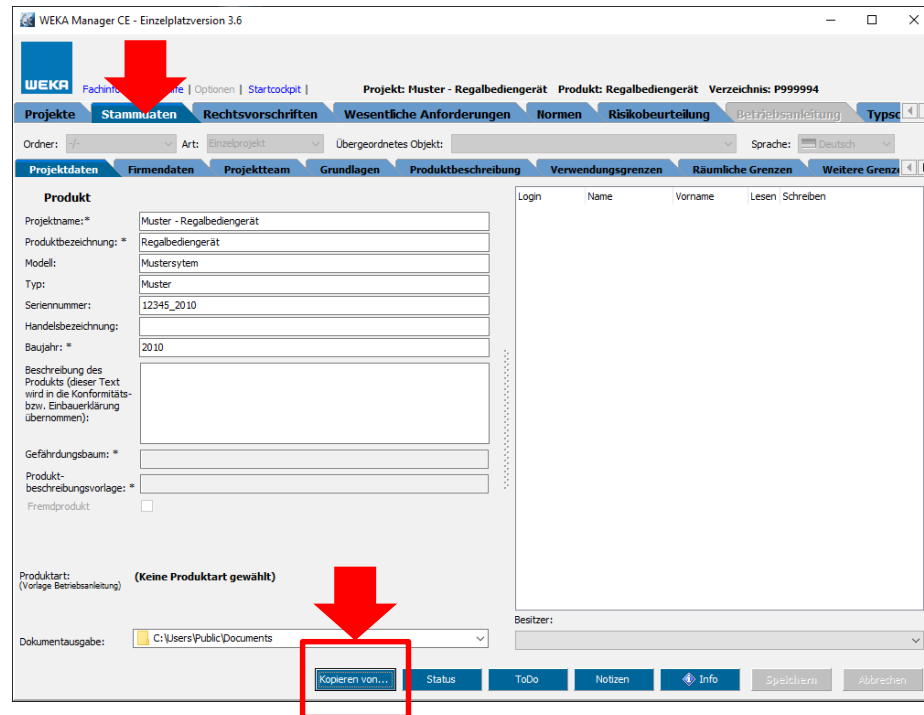 WEKA Manager CE - Einzelplatzversion 3.6
WEKA
Optionen | Startcockpit |
Projekt: Muster - Regalbediengerät Produkt: Regalbediengerät Verzeichnis: P999994
Projekte Stammdaten Rechtsvorschriften Wesentliche Anforderungen Normen Risikobeurteilung Betriebsanleitung Typsc
Ordner: -/- Art: Einzelprojekt Übergeordnetes Objekt: Sprache: Deutsch
Projektdaten Firmendaten Projektteam Grundlagen Produktbeschreibung Verwendungsgrenzen Räumliche Grenzen Weitere Grenze
Produkt
Login Name Vorname Lesen Schreiben
Projektname:* Muster - Regalbediengerät
Produktbezeichnung: * Regalbediengerät
Modell: Mustersytem
Typ: Muster
Seriennummer: 12345_2010
Handelsbezeichnung:
Baujahr: * 2010
Beschreibung des
Produkts (dieser Text
wird in die Konformitäts-
bzw. Einbauerklärung
übernommen):
Gefährdungsbaum: *
Produkt-
beschreibungsvorlage: *
Fremdprodukt
Produktart: (Keine Produktart gewählt)
(Vorlage Betriebsanleitung)
Besitzer:
Dokumentausgabe: C:\Users\Public\Documents
Kopieren von... Status ToDo Notizen Info Speichern Abbrechen